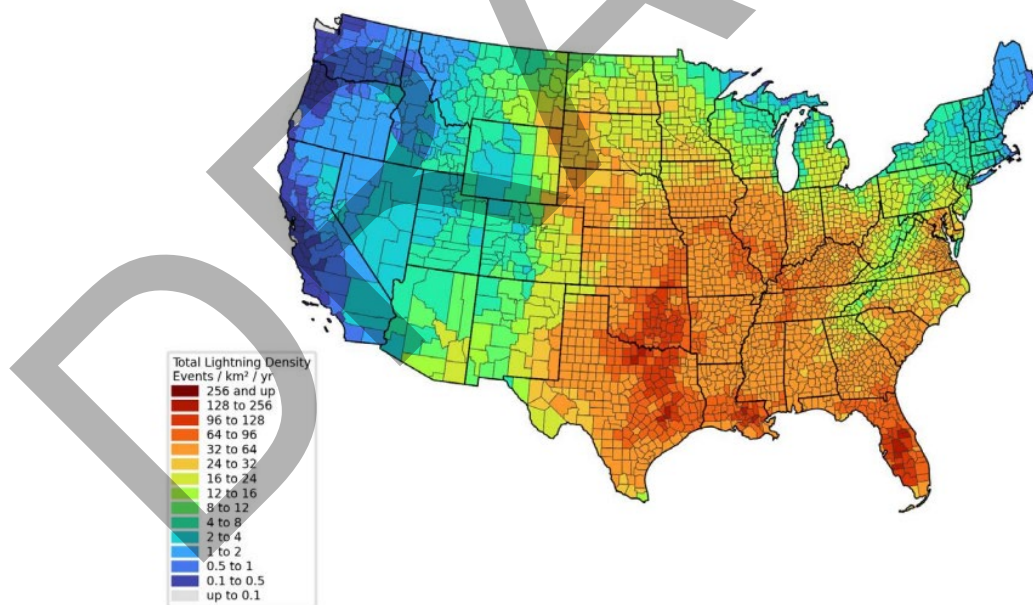 DRA
Total Lightning Density
Events / km² / yr
256 and up
128 to 256
96 to 128
64 to 96
32 to 64
24 to 32
16 to 24
12 to 16
8 to 12
4 to 8
2 to 4
1 to 2
0.5 to 1
0.1 to 0.5
up to 0.1